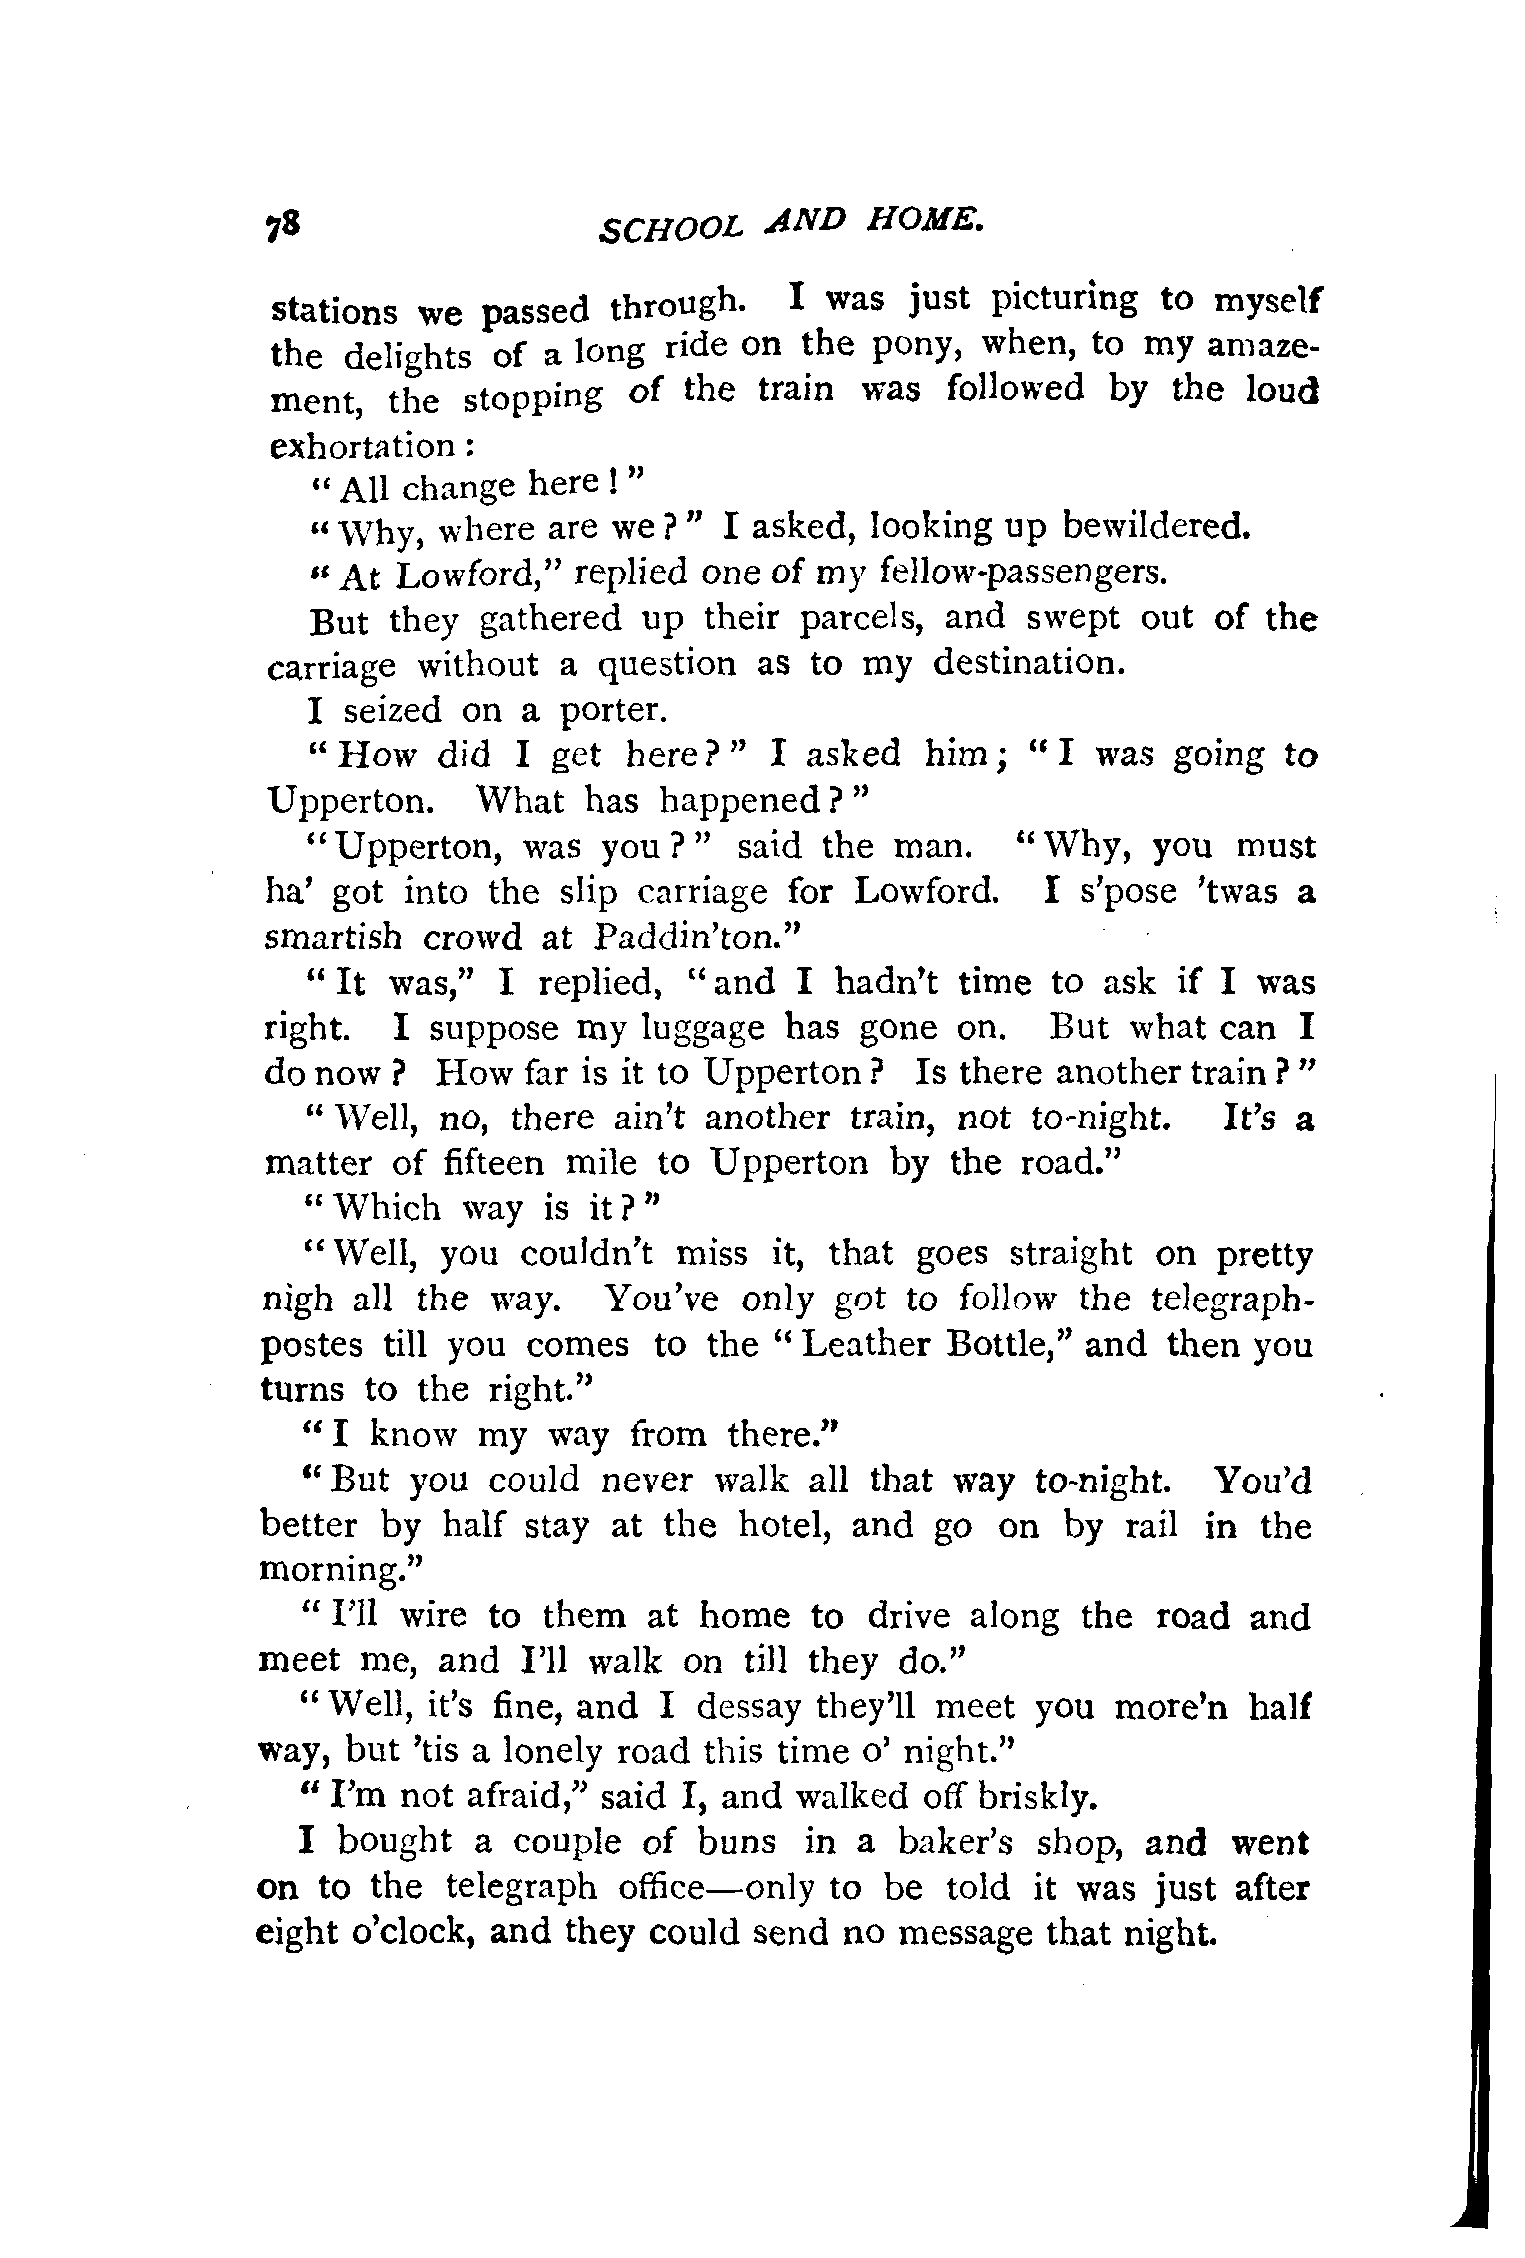 78 SCHOOL AND HOME.
stations we passed through. I was just picturing to myself
the delights of a long ride on the pony, when, to my amaze-
ment, the stopping of the train was followed by the loud
exhortation :
“ All change here ! ”
“ Why, where are we ? ” I asked, looking up bewildered.
“ At Lowford,” replied one of my fellow-passengers.
But they gathered up their parcels, and swept out of the
carriage without a question as to my destination.
I seized on a porter.
“ How did I get here ? ” I asked him ; “ I was going to
Upperton. What has happened ? ”
“ Upperton, was you ? ” said the man. “ Why, you must
ha’ got into the slip carriage for Lowford. I s’pose ’twas a
smartish crowd at Paddin’ton.”
“ It was,” I replied, “ and I hadn’t time to ask if I was
right. I suppose my luggage has gone on. But what can I
do now ? How far is it to Upperton ? Is there another train ? ”
“ Well, no, there ain’t another train, not to-night. It’s a
matter of fifteen mile to Upperton by the road.”
“ Which way is it ? ”
“ Well, you couldn’t miss it, that goes straight on pretty
nigh all the way. You’ve only got to follow the telegraph-
postes till you comes to the “ Leather Bottle,” and then you
turns to the right.”
“ I know my way from there.”
“ But you could never walk all that way to-night. You’d
better by half stay at the hotel, and go on by rail in the
morning.”
“ I’ll wire to them at home to drive along the road and
meet me, and I’ll walk on till they do.”
“ Well, it’s fine, and I dessay they’ll meet you more’n half
way, but ’tis a lonely road this time o’ night.”
“ I’m not afraid,” said I, and walked off briskly.
I bought a couple of buns in a baker’s shop, and went
on to the telegraph office—only to be told it was just after
eight o’clock, and they could send no message that night.